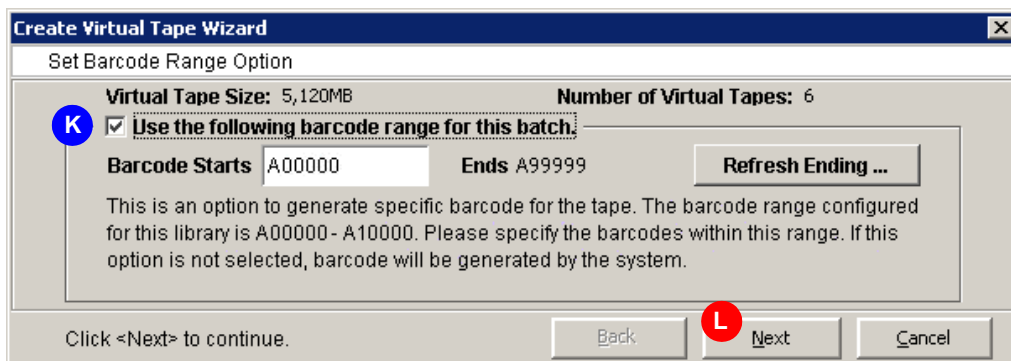 Create Virtual Tape Wizard
Set Barcode Range Option
Virtual Tape Size: 5,120MB Number of Virtual Tapes: 6
K Use the following barcode range for this batch.
Barcode Starts A00000 Ends A99999 Refresh Ending ...
This is an option to generate specific barcode for the tape. The barcode range configured
for this library is A00000 - A10000. Please specify the barcodes within this range. If this
option is not selected, barcode will be generated by the system.
L
Click <Next> to continue. Back Next Cancel